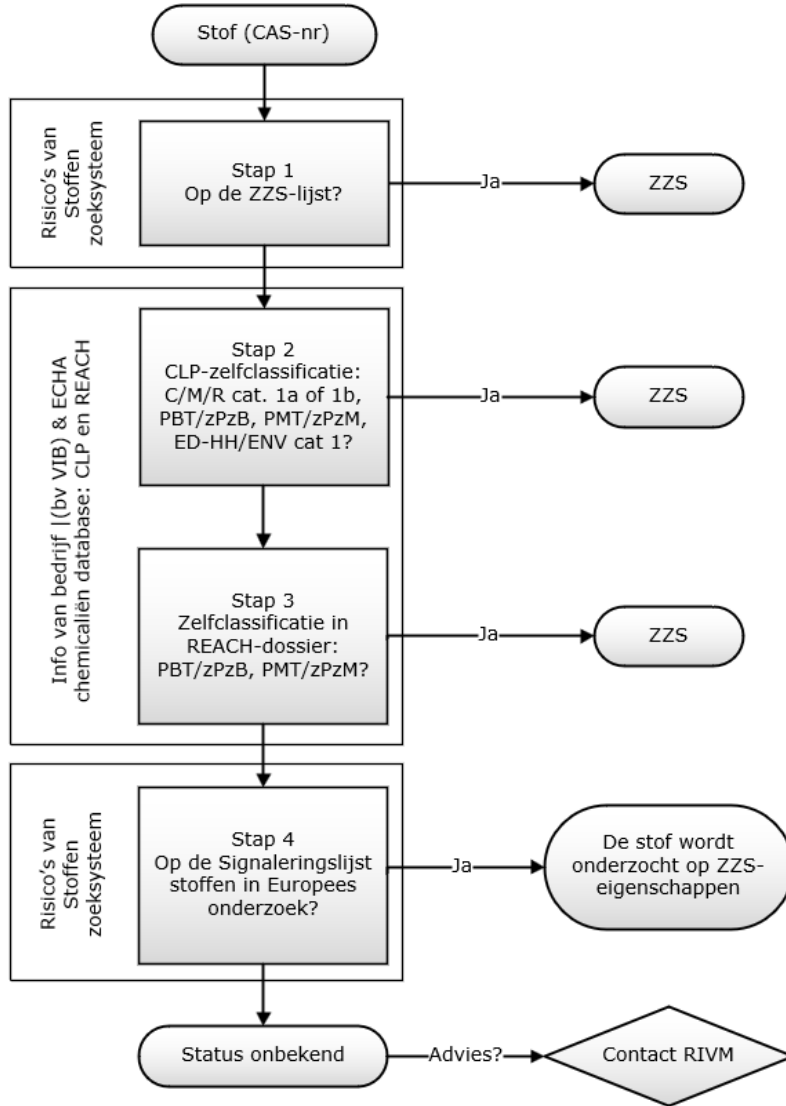 Stof (CAS-nr)
Risico's van
Stoffen
zoeksysteem
Stap 1
Op de ZZS-lijst?
Ja
ZZS
Info van bedrijf |(bv VIB) & ECHA
chemicaliën database: CLP en REACH
Stap 2
CLP-zelfclassificatie:
C/M/R cat. 1a of 1b,
PBT/zPzB, PMT/zPzM,
ED-HH/ENV cat 1?
Ja
ZZS
Stap 3
Zelfclassificatie in
REACH-dossier:
PBT/zPzB, PMT/zPzM?
Ja
ZZS
Risico's van
Stoffen
zoeksysteem
Stap 4
Op de Signaleringslijst
stoffen in Europees
onderzoek?
Ja
De stof wordt
onderzocht op ZZS-
eigenschappen
Status onbekend
Advies?
Contact RIVM